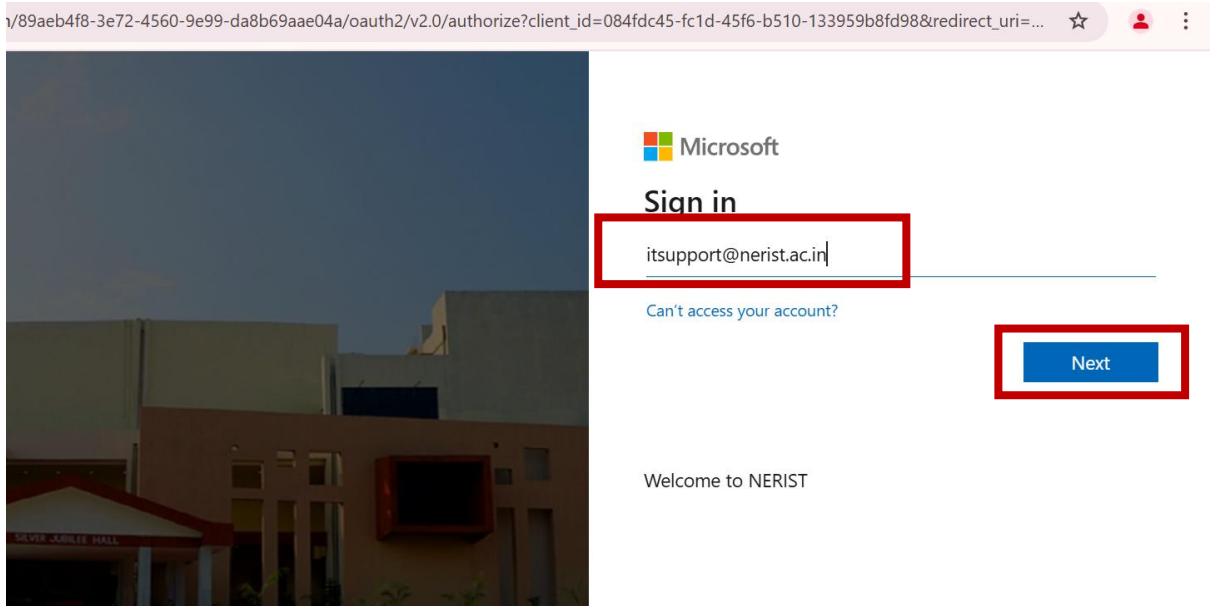 n/89aeb4f8-3e72-4560-9e99-da8b69aae04a/oauth2/v2.0/authorize?client_id=084fdc45-fc1d-45f6-b510-133959b8fd98&redirect_uri=...
Microsoft
Sign in
itsupport@nerist.ac.in
Can't access your account?
Next
Welcome to NERIST
SILVER JUBILEE HALL